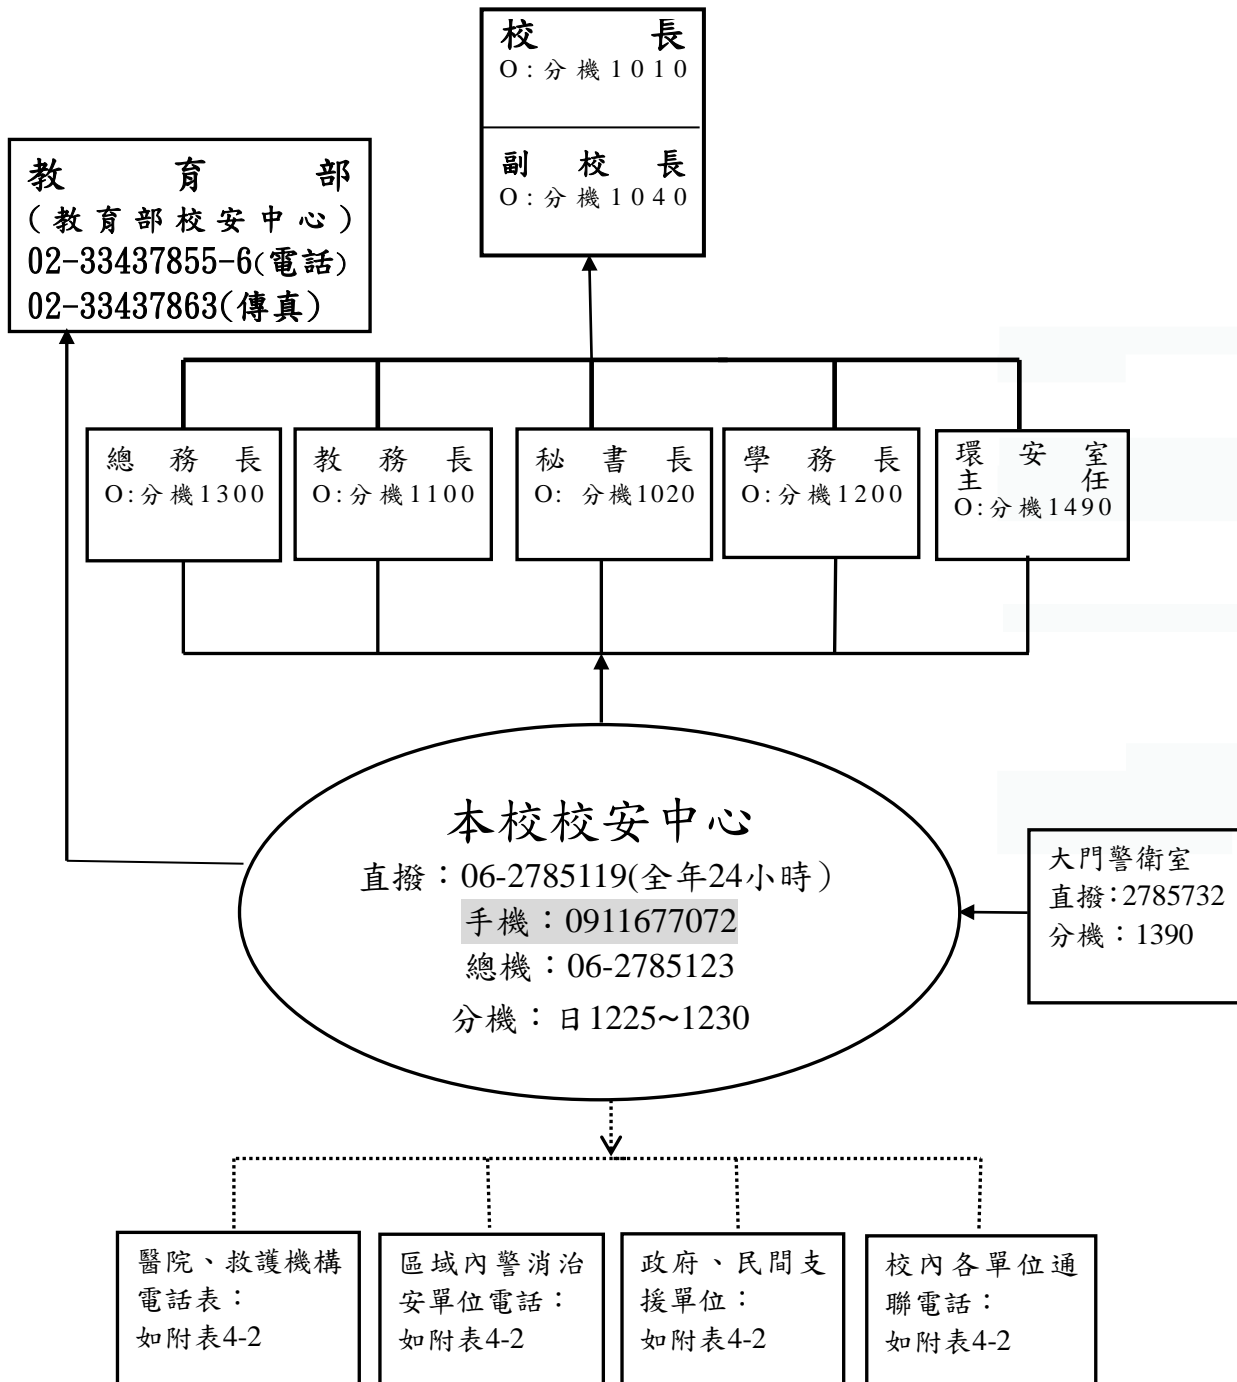 校長
O:分機1010
副校長
O:分機1040
教育部
(教育部校安中心)
02-33437855-6(電話)
02-33437863(傳真)
總務長
O:分機1300
教務長
O:分機1100
秘書長
O: 分機1020
學務長
O:分機1200
環安室
主任
O:分機1490
本校校安中心
直撥：06-2785119(全年24小時）
手機：0911677072
總機：06-2785123
分機：日1225~1230
大門警衛室
直撥:2785732
分機：1390
醫院、救護機構
電話表：
如附表4-2
區域內警消治
安單位電話：
如附表4-2
政府、民間支
援單位：
如附表4-2
校內各單位通
聯電話：
如附表4-2